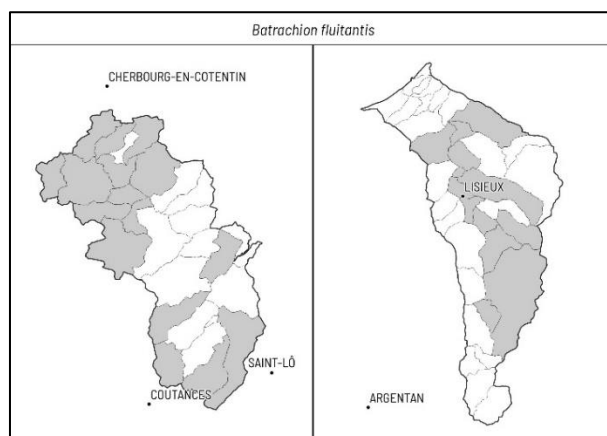 Batrachion fluitantis
CHERBOURG-EN-COTENTIN
SAINT-LÔ
COUTANCES
LISIEUX
ARGENTAN